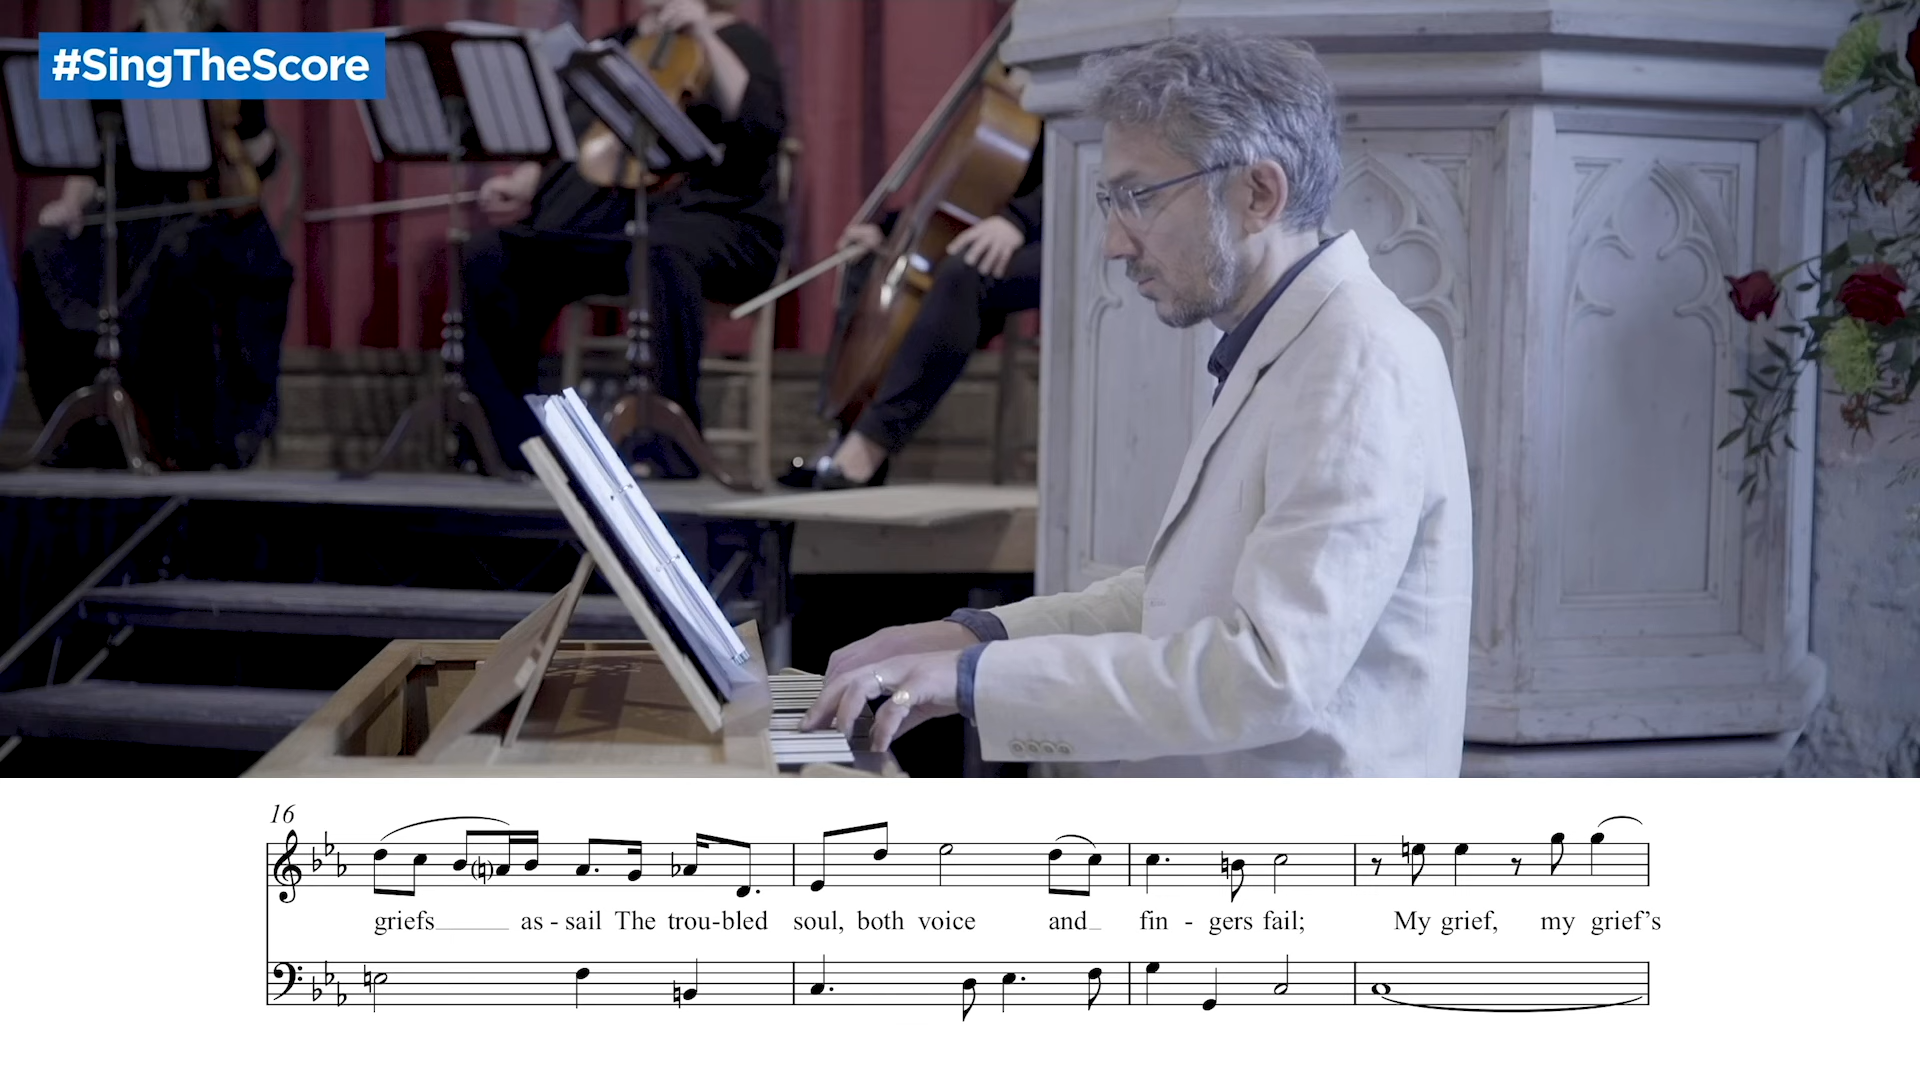 #SingTheScore
16
griefs as - sail The trou-bled soul, both voice and fin - gers fail; My grief, my grief’s